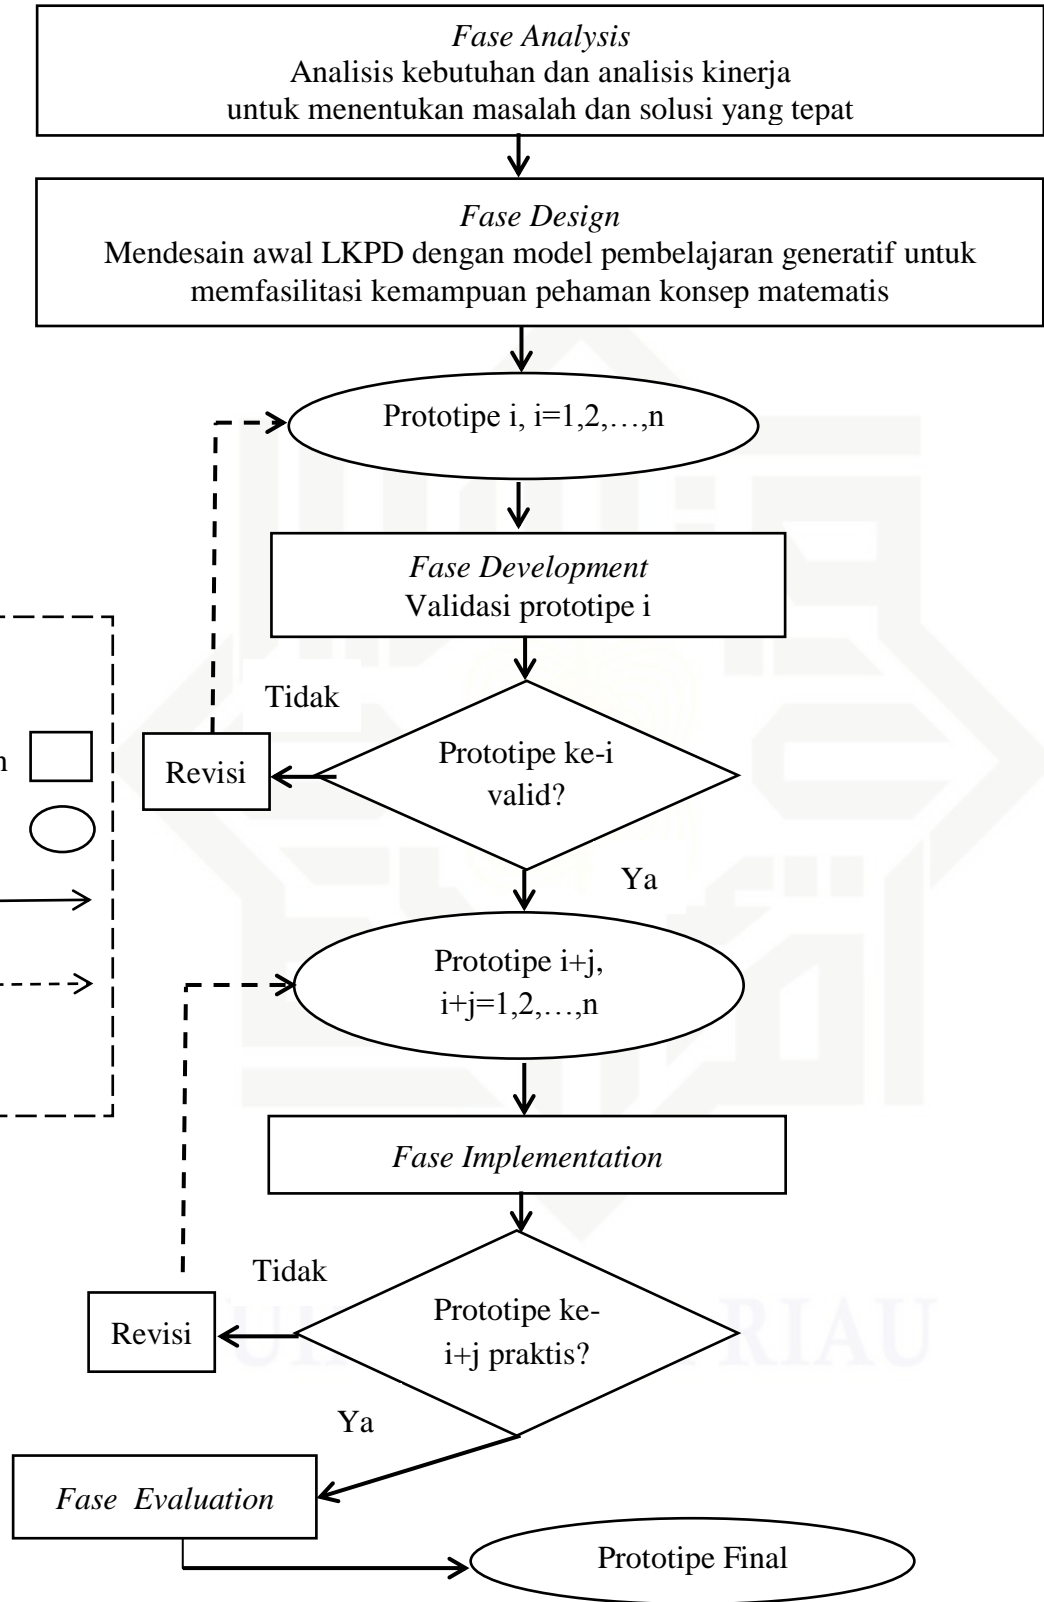 Fase Analysis
Analisis kebutuhan dan analisis kinerja
untuk menentukan masalah dan solusi yang tepat
Fase Design
Mendesain awal LKPD dengan model pembelajaran generatif untuk
memfasilitasi kemampuan pehaman konsep matematis
Prototipe i, i=1,2,…,n
Fase Development
Validasi prototipe i
Tidak
Prototipe ke-i
valid?
Revisi
Ya
Prototipe i+j,
i+j=1,2,…,n
Fase Implementation
Tidak
Prototipe ke-
i+j praktis?
Revisi
RIAU
Ya
Fase Evaluation
Prototipe Final